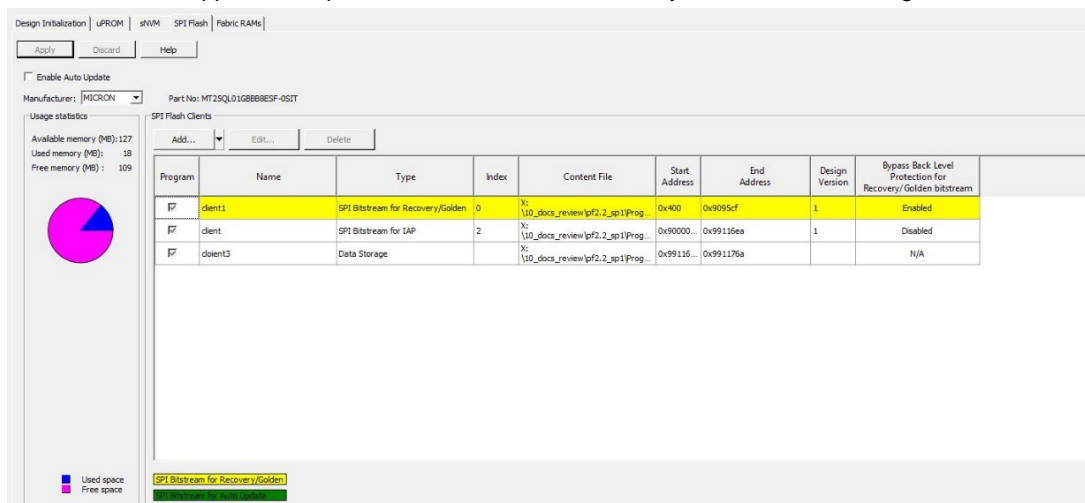 Design Initialization uPROM sNVM SPI Flash Fabric RAMs
Apply Discard Help
Enable Auto Update
Manufacturer: MICRON Part No: MT25QL01GBBB8ESF-0SIT
Usage statistics
Available memory (MB): 127
Used memory (MB): 18
Free memory (MB) : 109
Used space
Free space
SPI Flash Clients
Add... Edit... Delete
Program Name Type Index Content File Start Address End Address Design Version Bypass Back Level Protection for Recovery/Golden bitstream
client1 SPI Bitstream for Recovery/Golden 0 X:\10_docs_review\pf2.2_sp1\Prog... 0x400 0x9095cf 1 Enabled
client SPI Bitstream for IAP 2 X:\10_docs_review\pf2.2_sp1\Prog... 0x90000... 0x99116ea 1 Disabled
cloient3 Data Storage X:\10_docs_review\pf2.2_sp1\Prog... 0x99116... 0x991176a N/A
SPI Bitstream for Recovery/Golden
SPI Bitstream for Auto Update